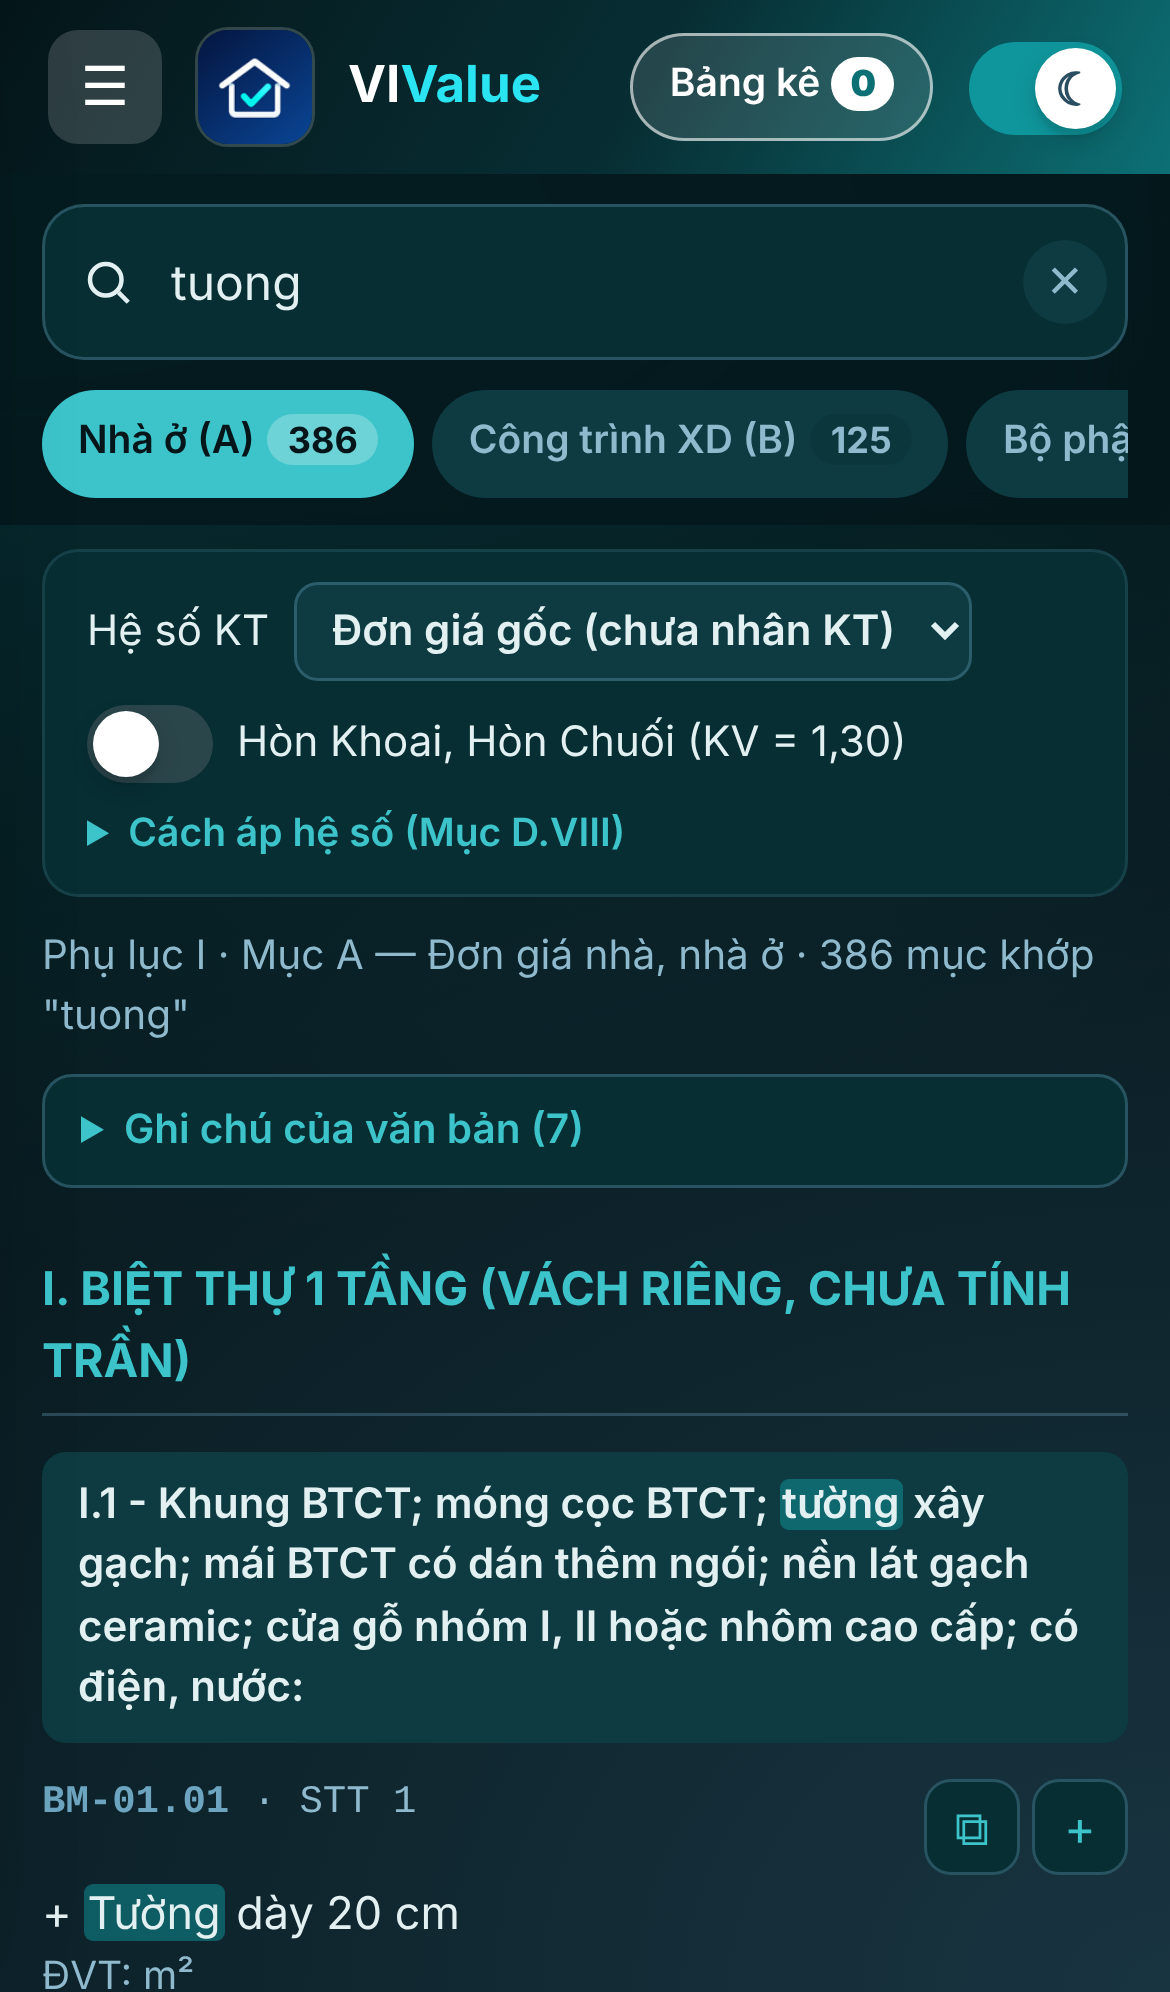 VIValue
Bảng kê 0
tuong
Nhà ở (A) 386
Công trình XD (B) 125
Bộ phậ
Hệ số KT
Đơn giá gốc (chưa nhân KT)
Hòn Khoai, Hòn Chuối (KV = 1,30)
Cách áp hệ số (Mục D.VIII)
Phụ lục I · Mục A — Đơn giá nhà, nhà ở · 386 mục khớp
"tuong"
Ghi chú của văn bản (7)
I. BIỆT THỰ 1 TẦNG (VÁCH RIÊNG, CHƯA TÍNH
TRẦN)
I.1 - Khung BTCT; móng cọc BTCT; tường xây
gạch; mái BTCT có dán thêm ngói; nền lát gạch
ceramic; cửa gỗ nhóm I, II hoặc nhôm cao cấp; có
điện, nước:
BM-01.01 · STT 1
+ Tường dày 20 cm
ĐVT: m²